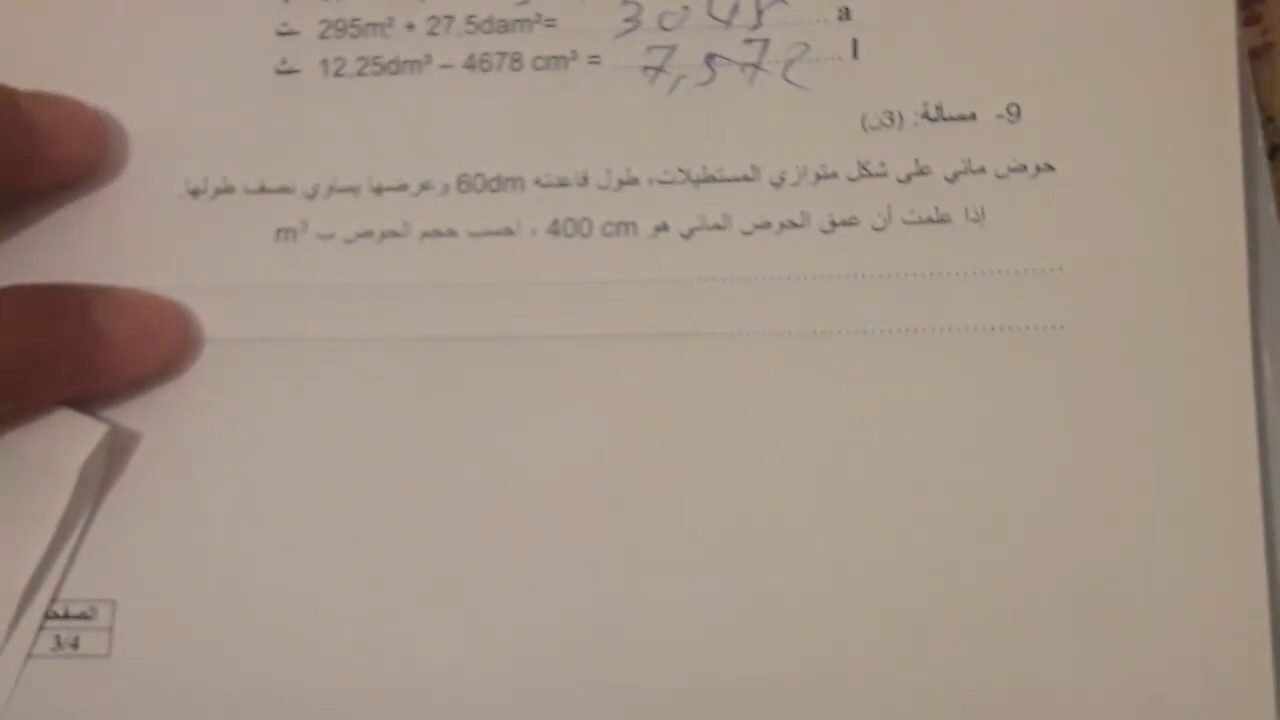 ت 295m² + 27,5dam²= ............ a
ث 12,25dm³ – 4678 cm³ = 7,572 ...... l
9- مسألة: (3ن)
حوض مائي على شكل متوازي المستطيلات، طول قاعدته 60dm وعرضها يساوي نصف طولها.
إذا علمت أن عمق الحوض المائي هو 400 cm ، احسب حجم الحوض ب m³
الصفحة
3/4